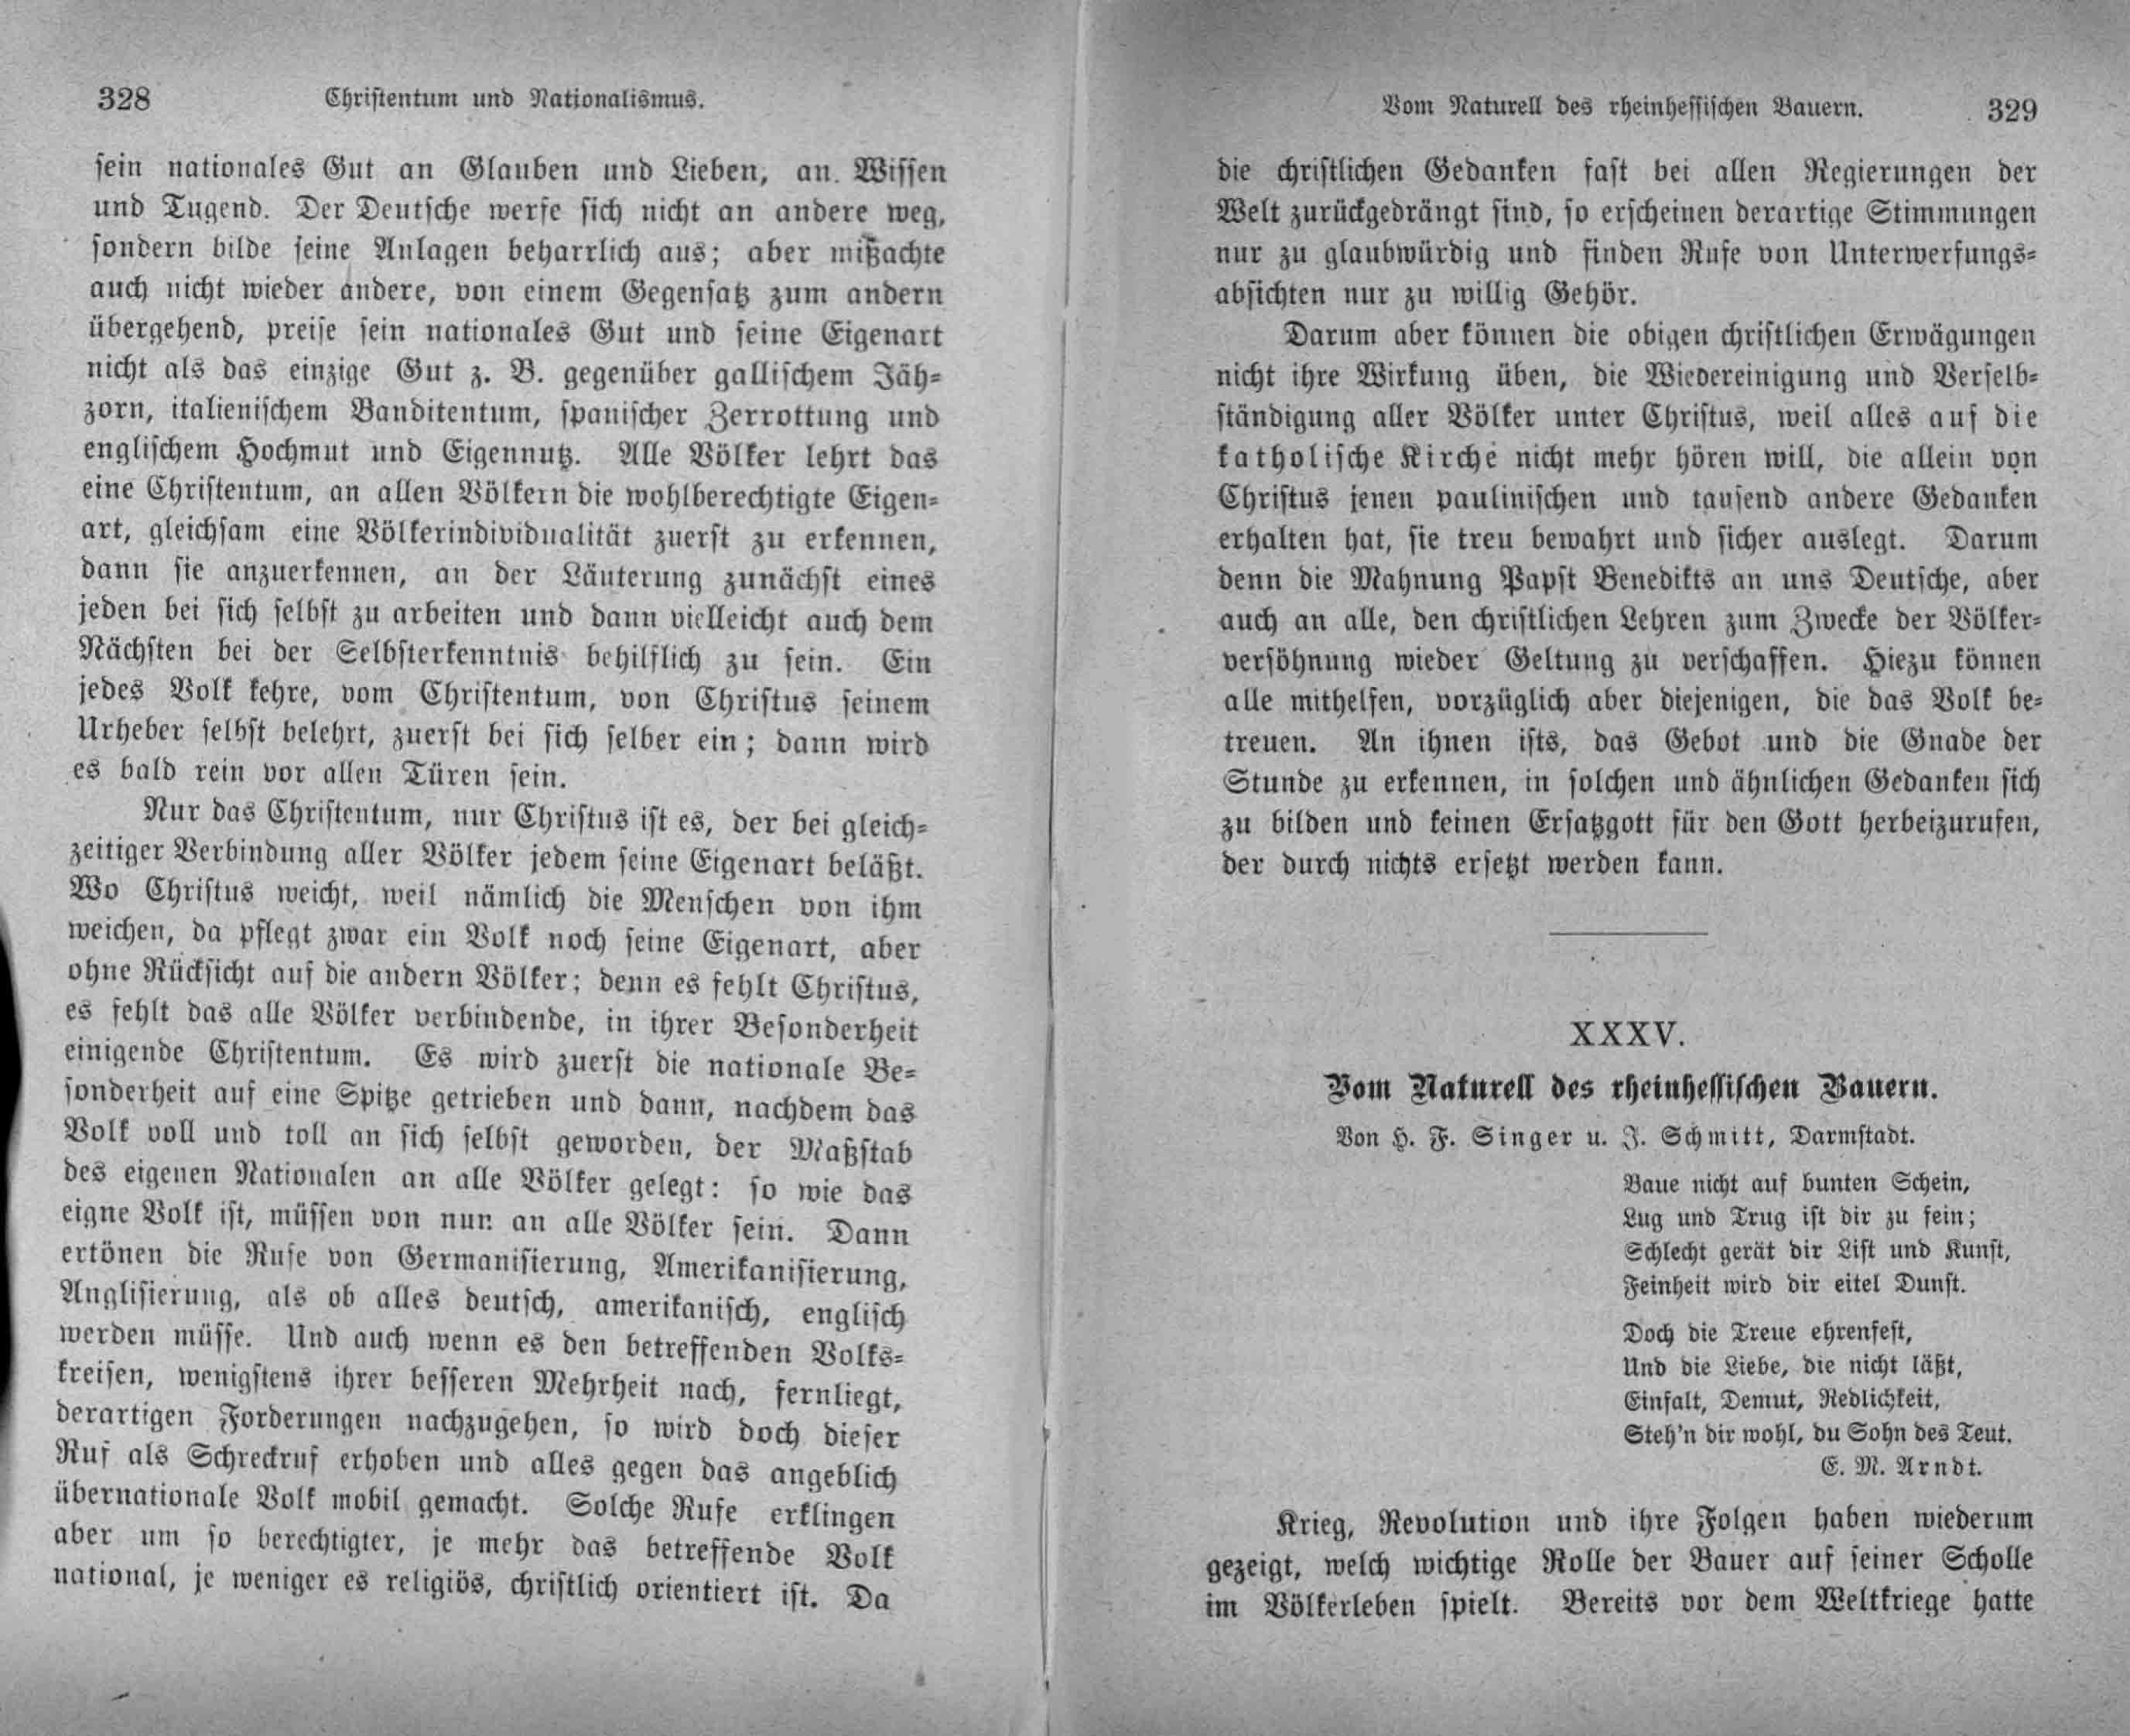 328
Christentum und Nationalismus.
sein nationales Gut an Glauben und Lieben, an Wissen
und Tugend. Der Deutsche werfe sich nicht an andere weg,
sondern bilde seine Anlagen beharrlich aus; aber mißachte
auch nicht wieder andere, von einem Gegensatz zum andern
übergehend, preise sein nationales Gut und seine Eigenart
nicht als das einzige Gut z. B. gegenüber gallischem Jäh-
zorn, italienischem Banditentum, spanischer Zerrottung und
englischem Hochmut und Eigennutz. Alle Völker lehrt das
eine Christentum, an allen Völkern die wohlberechtigte Eigen-
art, gleichsam eine Völkerindividualität zuerst zu erkennen,
dann sie anzuerkennen, an der Läuterung zunächst eines
jeden bei sich selbst zu arbeiten und dann vielleicht auch dem
Nächsten bei der Selbsterkenntnis behilflich zu sein. Ein
jedes Volk kehre, vom Christentum, von Christus seinem
Urheber selbst belehrt, zuerst bei sich selber ein; dann wird
es bald rein vor allen Türen sein.
Nur das Christentum, nur Christus ist es, der bei gleich-
zeitiger Verbindung aller Völker jedem seine Eigenart beläßt.
Wo Christus weicht, weil nämlich die Menschen von ihm
weichen, da pflegt zwar ein Volk noch seine Eigenart, aber
ohne Rücksicht auf die andern Völker; denn es fehlt Christus,
es fehlt das alle Völker verbindende, in ihrer Besonderheit
einigende Christentum. Es wird zuerst die nationale Be-
sonderheit auf eine Spitze getrieben und dann, nachdem das
Volk voll und toll an sich selbst geworden, der Maßstab
des eigenen Nationalen an alle Völker gelegt: so wie das
eigne Volk ist, müssen von nun an alle Völker sein. Dann
ertönen die Rufe von Germanisierung, Amerikanisierung,
Anglisierung, als ob alles deutsch, amerikanisch, englisch
werden müsse. Und auch wenn es den betreffenden Volks-
kreisen, wenigstens ihrer besseren Mehrheit nach, fernliegt,
derartigen Forderungen nachzugehen, so wird doch dieser
Ruf als Schreckruf erhoben und alles gegen das angeblich
übernationale Volk mobil gemacht. Solche Rufe erklingen
aber um so berechtigter, je mehr das betreffende Volk
national, je weniger es religiös, christlich orientiert ist. Da
Vom Naturell des rheinhessischen Bauern.
329
die christlichen Gedanken fast bei allen Regierungen der
Welt zurückgedrängt sind, so erscheinen derartige Stimmungen
nur zu glaubwürdig und finden Rufe von Unterwerfungs-
absichten nur zu willig Gehör.
Darum aber können die obigen christlichen Erwägungen
nicht ihre Wirkung üben, die Wiedereinigung und Verselb-
ständigung aller Völker unter Christus, weil alles auf die
katholische Kirche nicht mehr hören will, die allein von
Christus jenen paulinischen und tausend andere Gedanken
erhalten hat, sie treu bewahrt und sicher auslegt. Darum
denn die Mahnung Papst Benedikts an uns Deutsche, aber
auch an alle, den christlichen Lehren zum Zwecke der Völker-
versöhnung wieder Geltung zu verschaffen. Hiezu können
alle mithelfen, vorzüglich aber diejenigen, die das Volk be-
treuen. An ihnen ists, das Gebot und die Gnade der
Stunde zu erkennen, in solchen und ähnlichen Gedanken sich
zu bilden und keinen Ersatzgott für den Gott herbeizurufen,
der durch nichts ersetzt werden kann.
XXXV.
Vom Naturell des rheinhessischen Bauern.
Von H. F. Singer u. J. Schmitt, Darmstadt.
Baue nicht auf bunten Schein,
Lug und Trug ist dir zu fein;
Schlecht gerät dir List und Kunst,
Feinheit wird dir eitel Dunst.
Doch die Treue ehrenfest,
Und die Liebe, die nicht läßt,
Einfalt, Demut, Redlichkeit,
Steh'n dir wohl, du Sohn des Teut.
E. M. Arndt.
Krieg, Revolution und ihre Folgen haben wiederum
gezeigt, welch wichtige Rolle der Bauer auf seiner Scholle
im Völkerleben spielt. Bereits vor dem Weltkriege hatte